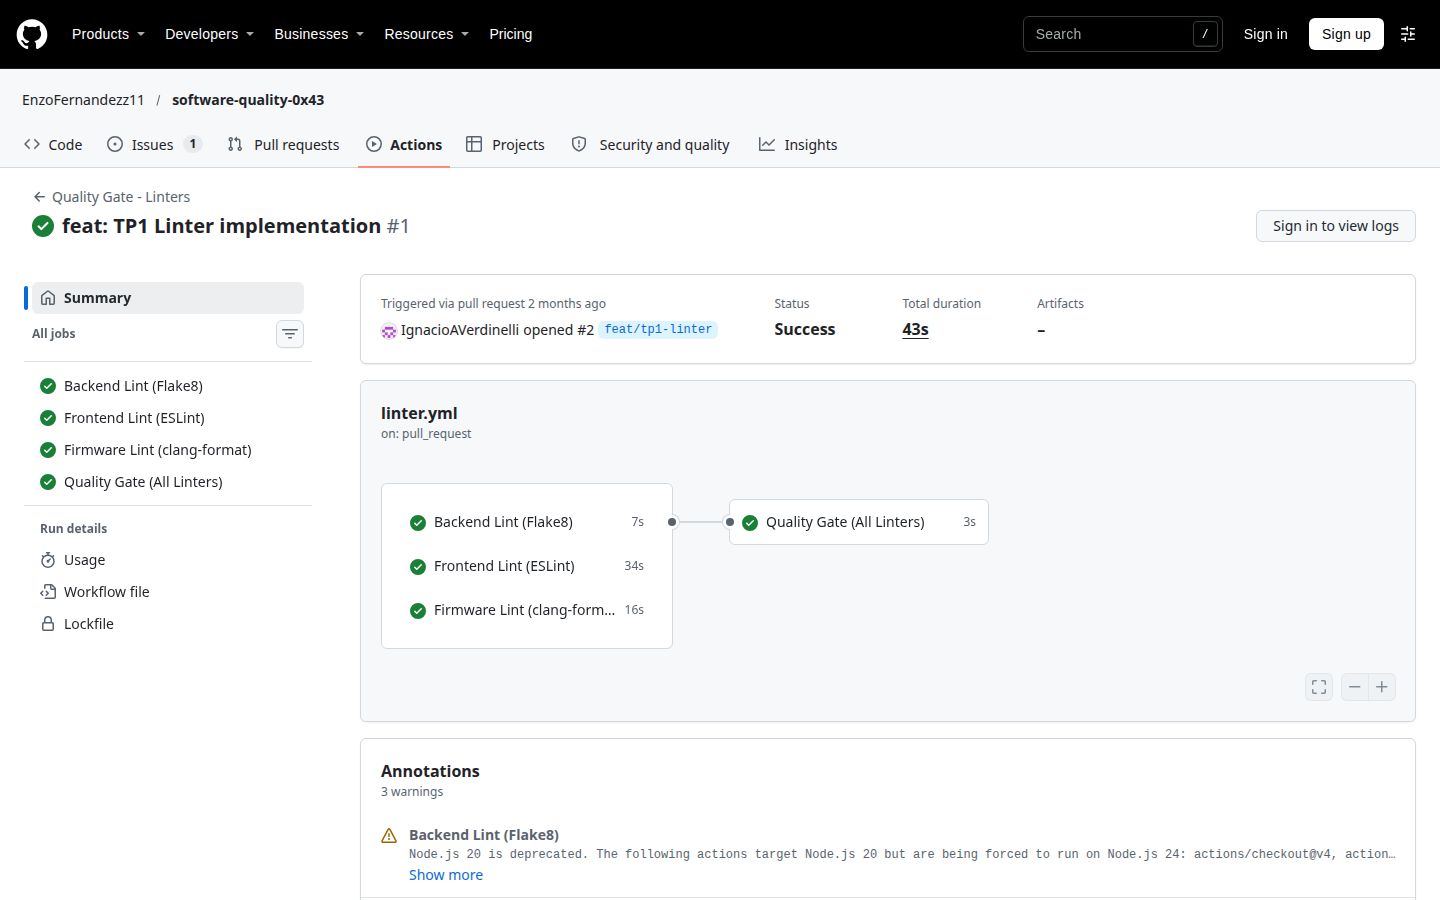 Products Developers Businesses Resources Pricing Search / Sign in Sign up
EnzoFernandezz11 / software-quality-0x43
Code Issues 1 Pull requests Actions Projects Security and quality Insights
Quality Gate - Linters
feat: TP1 Linter implementation #1
Sign in to view logs
Summary
All jobs
Backend Lint (Flake8)
Frontend Lint (ESLint)
Firmware Lint (clang-format)
Quality Gate (All Linters)
Run details
Usage
Workflow file
Lockfile
Triggered via pull request 2 months ago
IgnacioAVerdinelli opened #2 feat/tp1-linter
Status
Success
Total duration
43s
Artifacts
–
linter.yml
on: pull_request
Backend Lint (Flake8) 7s
Frontend Lint (ESLint) 34s
Firmware Lint (clang-form... 16s
Quality Gate (All Linters) 3s
Annotations
3 warnings
Backend Lint (Flake8)
Node.js 20 is deprecated. The following actions target Node.js 20 but are being forced to run on Node.js 24: actions/checkout@v4, action…
Show more